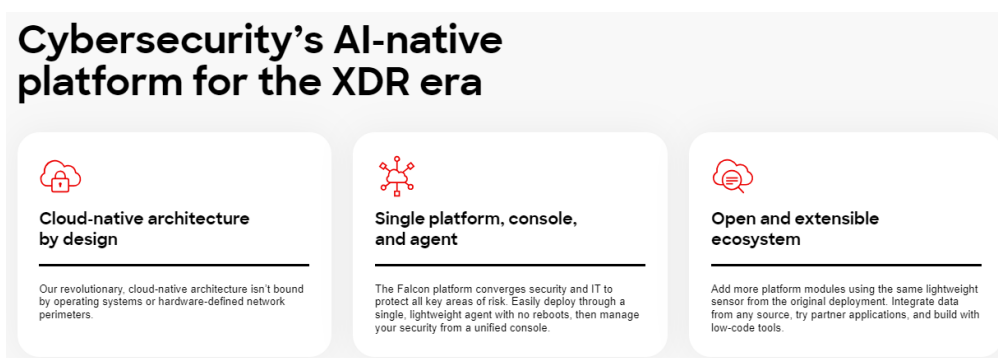 Cybersecurity's AI-native
platform for the XDR era
Cloud-native architecture
by design
Our revolutionary, cloud-native architecture isn't bound
by operating systems or hardware-defined network
perimeters.
Single platform, console,
and agent
The Falcon platform converges security and IT to
protect all key areas of risk. Easily deploy through a
single, lightweight agent with no reboots, then manage
your security from a unified console.
Open and extensible
ecosystem
Add more platform modules using the same lightweight
sensor from the original deployment. Integrate data
from any source, try partner applications, and build with
low-code tools.